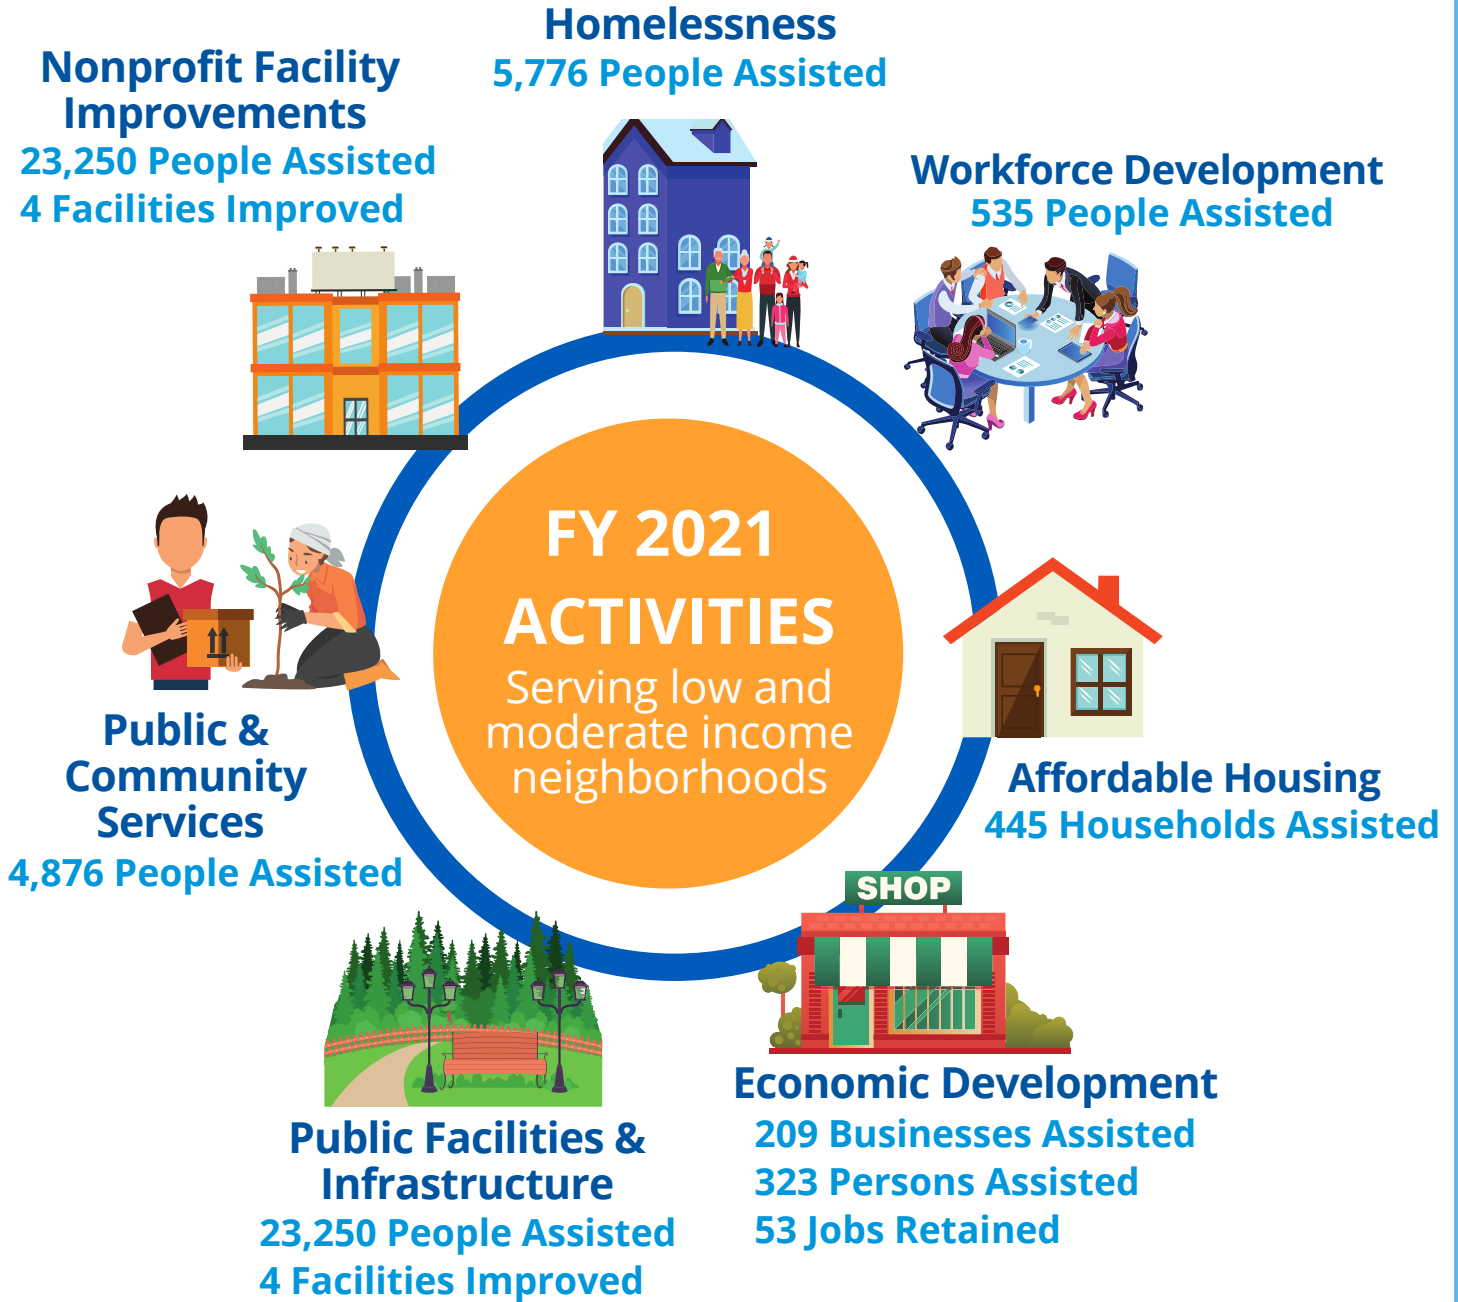 Homelessness
5,776 People Assisted
Nonprofit Facility
Improvements
23,250 People Assisted
4 Facilities Improved
Workforce Development
535 People Assisted
FY 2021
ACTIVITIES
Serving low and
moderate income
neighborhoods
Public &
Community
Services
4,876 People Assisted
Affordable Housing
445 Households Assisted
SHOP
Economic Development
209 Businesses Assisted
323 Persons Assisted
53 Jobs Retained
Public Facilities &
Infrastructure
23,250 People Assisted
4 Facilities Improved